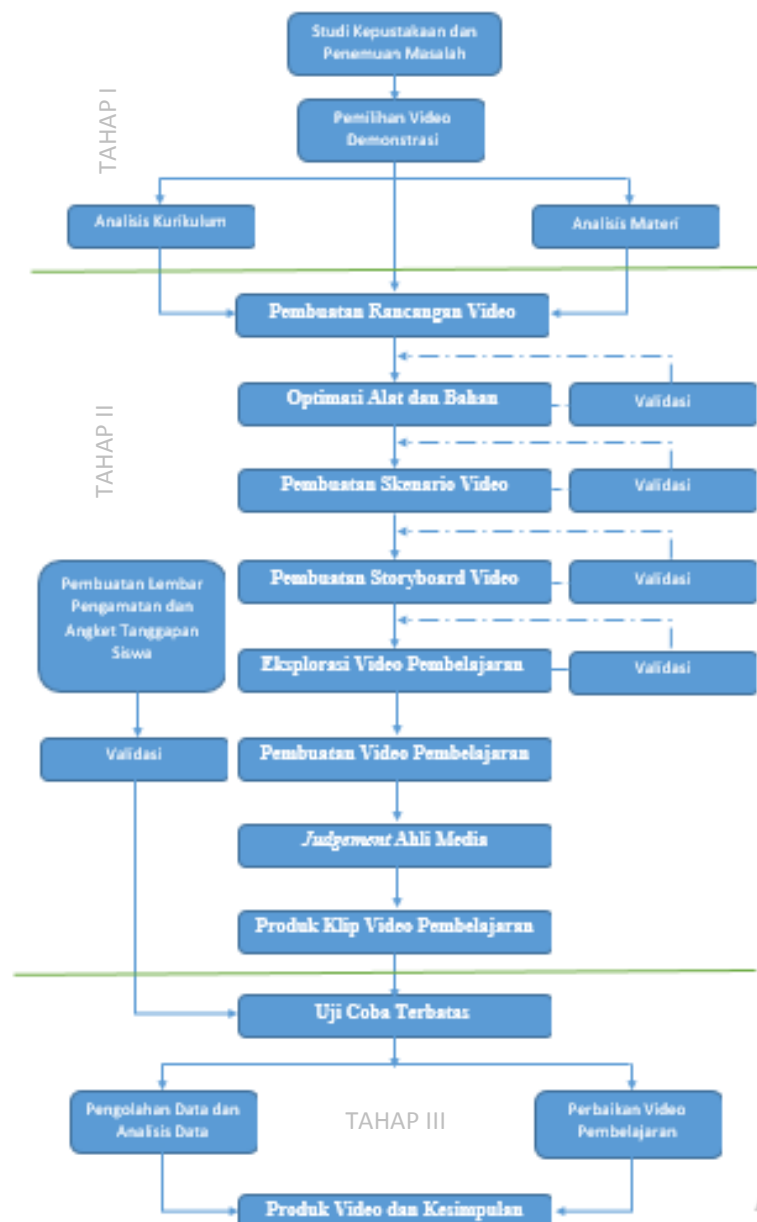 Studi Kepustakaan dan
Penemuan Masalah
TAHAP I
Pemilihan Video
Demonstrasi
Analisis Kurikulum
Analisis Materi
Pembuatan Rancangan Video
TAHAP II
Optimasi Alat dan Bahan
Validasi
Pembuatan Skenario Video
Validasi
Pembuatan Storyboard Video
Validasi
Pembuatan Lembar
Pengamatan dan
Angket Tanggapan
Siswa
Eksplorasi Video Pembelajaran
Validasi
Validasi
Pembuatan Video Pembelajaran
Judgement Ahli Media
Produk Klip Video Pembelajaran
Uji Coba Terbatas
Pengolahan Data dan
Analisis Data
TAHAP III
Perbaikan Video
Pembelajaran
Produk Video dan Kesimpulan